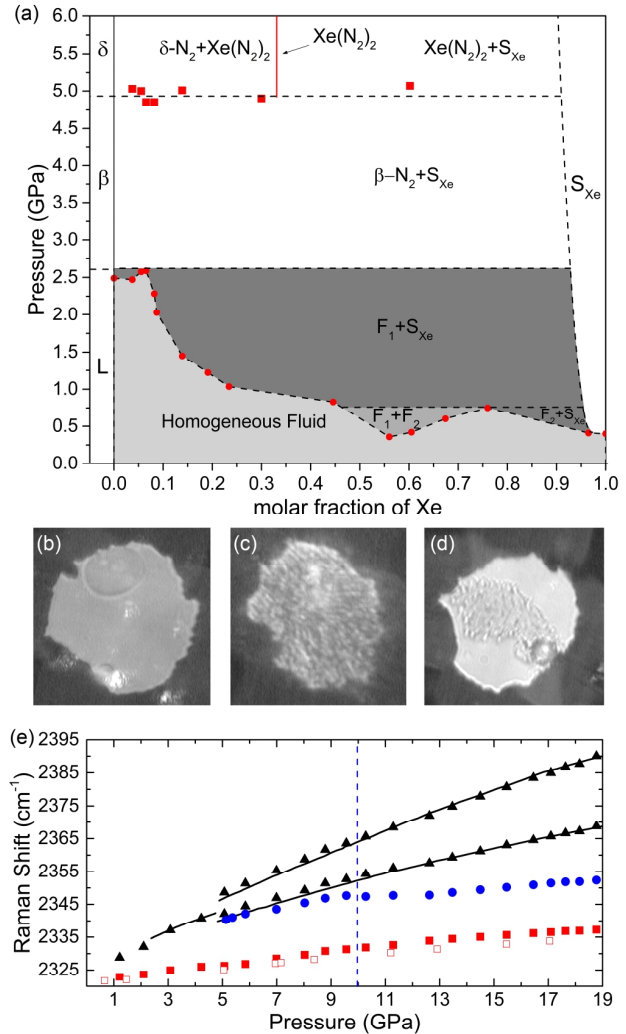 (a)
6.0
5.5
5.0
4.5
4.0
3.5
3.0
2.5
2.0
1.5
1.0
0.5
0.0
Pressure (GPa)
δ
β
L
δ-N₂+Xe(N₂)₂
Xe(N₂)₂
Xe(N₂)₂+S_Xe
β–N₂+S_Xe
S_Xe
F₁+S_Xe
F₁+F₂
F₂+S_Xe
Homogeneous Fluid
0.0 0.1 0.2 0.3 0.4 0.5 0.6 0.7 0.8 0.9 1.0
molar fraction of Xe
(b)
(c)
(d)
(e)
2395
2385
2375
2365
2355
2345
2335
2325
Raman Shift (cm⁻¹)
1 3 5 7 9 11 13 15 17 19
Pressure (GPa)